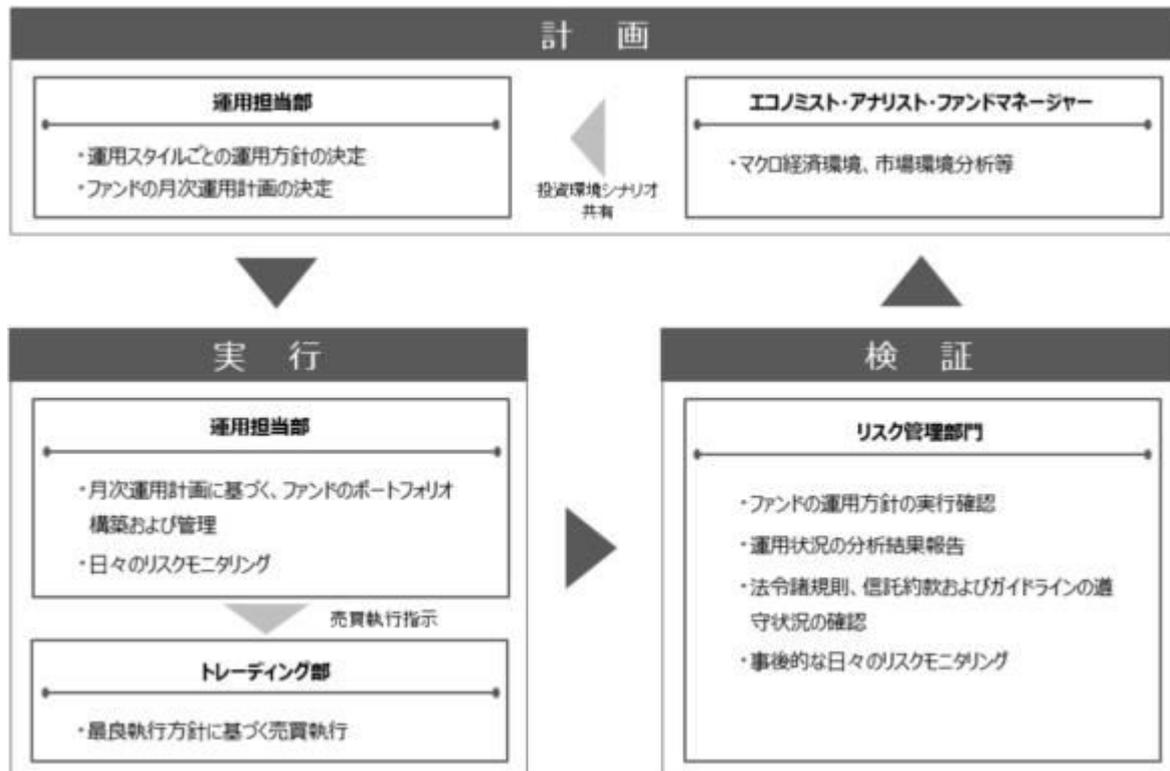 計 画
運用担当部
・運用スタイルごとの運用方針の決定
・ファンドの月次運用計画の決定
投資環境シナリオ
共有
エコノミスト・アナリスト・ファンドマネージャー
・マクロ経済環境、市場環境分析等
実 行
運用担当部
・月次運用計画に基づく、ファンドのポートフォリオ
構築および管理
・日々のリスクモニタリング
売買執行指示
トレーディング部
・最良執行方針に基づく売買執行
検 証
リスク管理部門
・ファンドの運用方針の実行確認
・運用状況の分析結果報告
・法令諸規則、信託約款およびガイドラインの遵
守状況の確認
・事後的な日々のリスクモニタリング